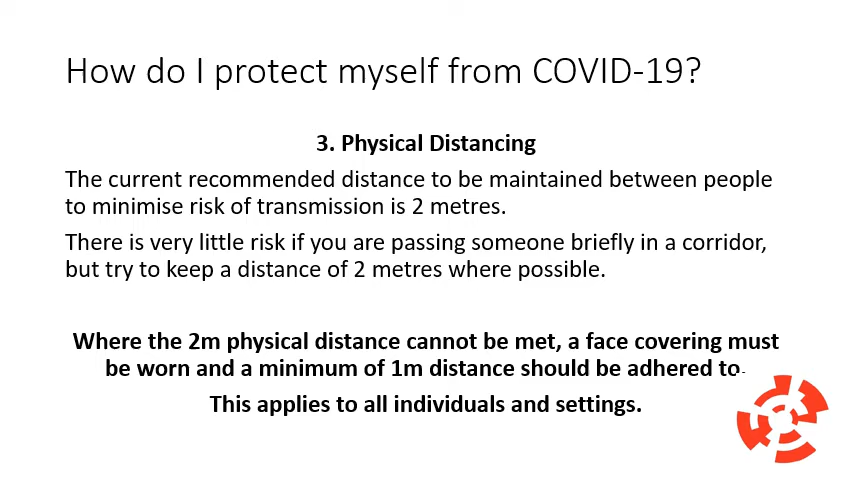 How do I protect myself from COVID-19?
3. Physical Distancing
The current recommended distance to be maintained between people
to minimise risk of transmission is 2 metres.
There is very little risk if you are passing someone briefly in a corridor,
but try to keep a distance of 2 metres where possible.
Where the 2m physical distance cannot be met, a face covering must
be worn and a minimum of 1m distance should be adhered to.
This applies to all individuals and settings.